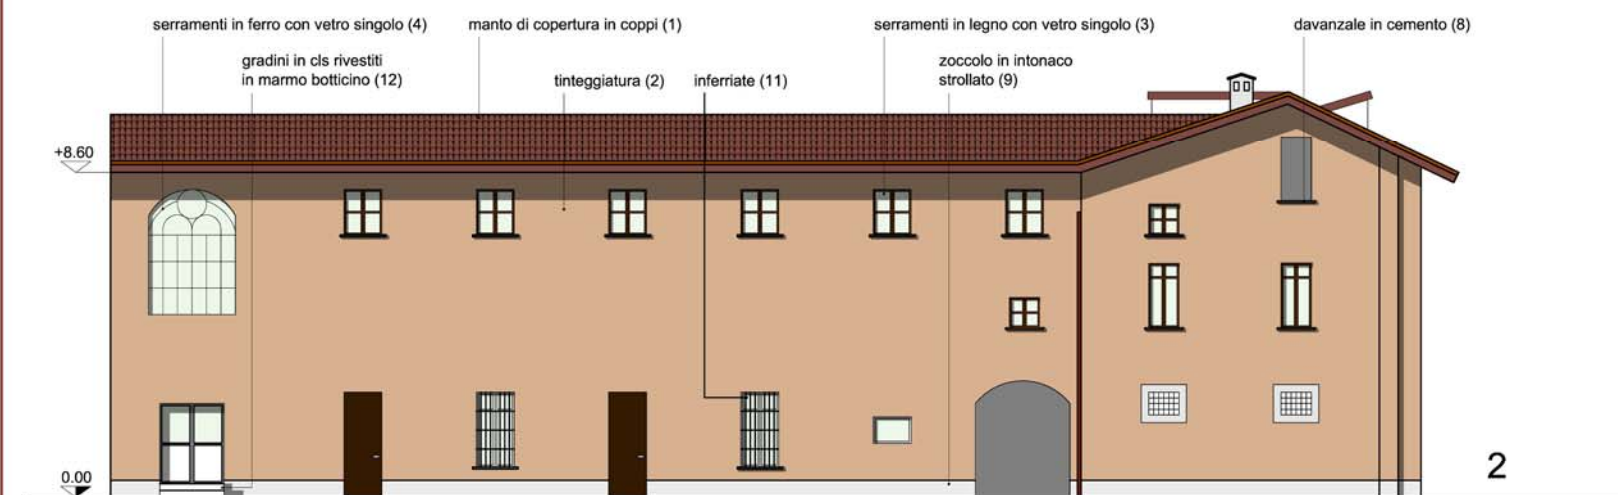 serramenti in ferro con vetro singolo (4)
manto di copertura in coppi (1)
serramenti in legno con vetro singolo (3)
davanzale in cemento (8)
gradini in cls rivestiti
in marmo botticino (12)
tinteggiatura (2)
inferriate (11)
zoccolo in intonaco
strollato (9)
+8.60
0.00
2